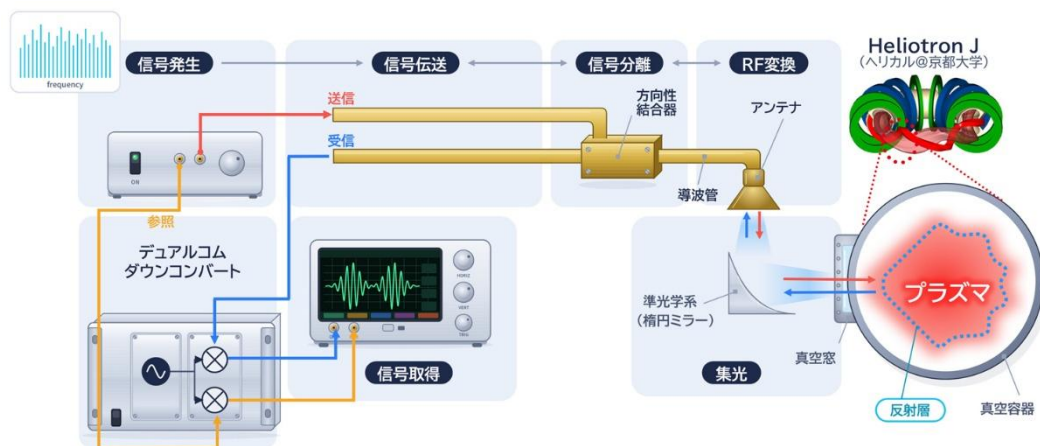 frequency
信号発生
信号伝送
信号分離
RF変換
Heliotron J
(ヘリカル@京都大学)
送信
受信
方向性
結合器
アンテナ
導波管
ON
参照
デュアルコム
ダウンコンバート
信号取得
準光学系
(楕円ミラー)
集光
プラズマ
真空窓
反射層
真空容器